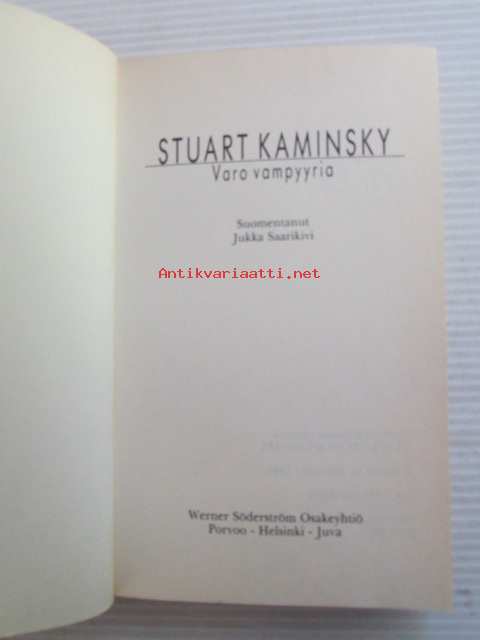 STUART KAMINSKY
Varo vampyyria
Suomentanut
Jukka Saarikivi
Antikvariaatti.net
Werner Söderström Osakeyhtiö
Porvoo - Helsinki - Juva